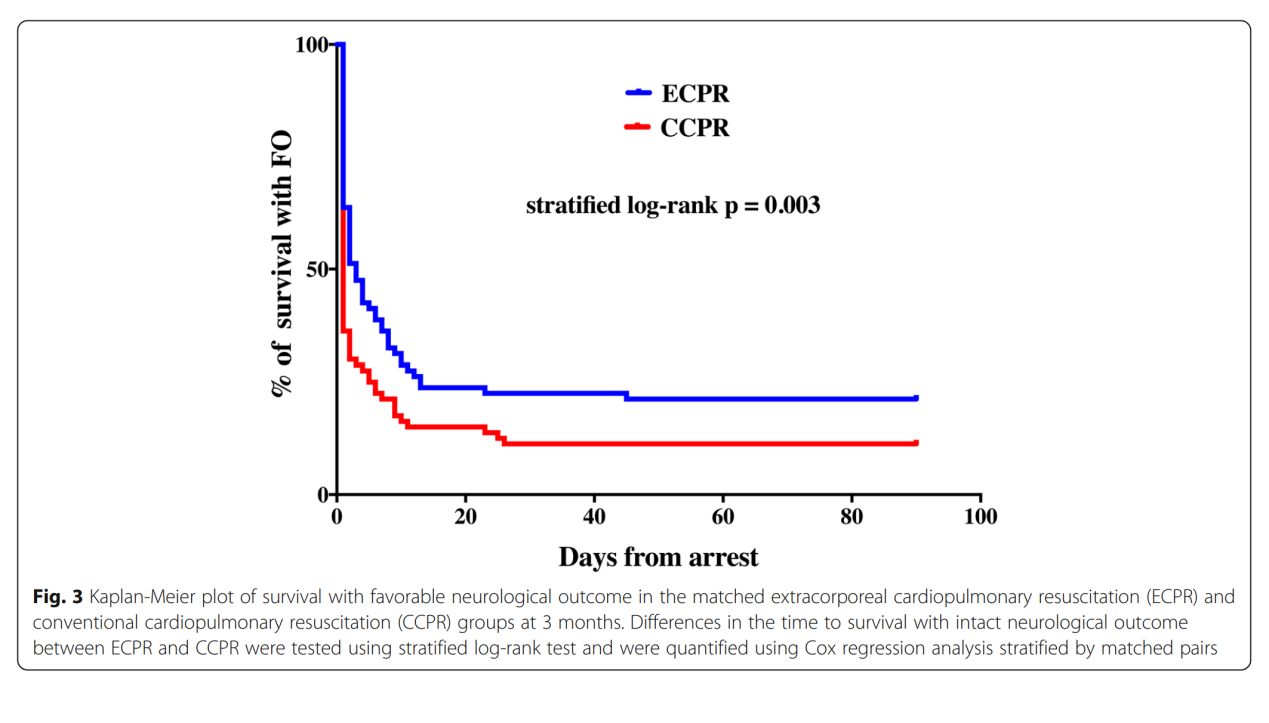 100
ECPR
CCPR
stratified log-rank p = 0.003
% of survival with FO
50
0
0 20 40 60 80 100
Days from arrest
Fig. 3 Kaplan-Meier plot of survival with favorable neurological outcome in the matched extracorporeal cardiopulmonary resuscitation (ECPR) and
conventional cardiopulmonary resuscitation (CCPR) groups at 3 months. Differences in the time to survival with intact neurological outcome
between ECPR and CCPR were tested using stratified log-rank test and were quantified using Cox regression analysis stratified by matched pairs